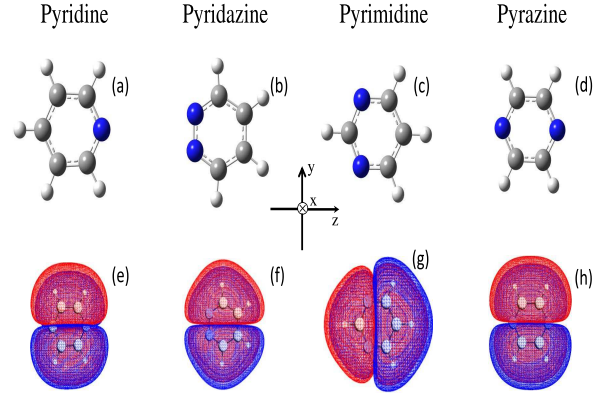 Pyridine Pyridazine Pyrimidine Pyrazine
(a) (b) (c) (d)
y
x
z
(e) (f) (g) (h)